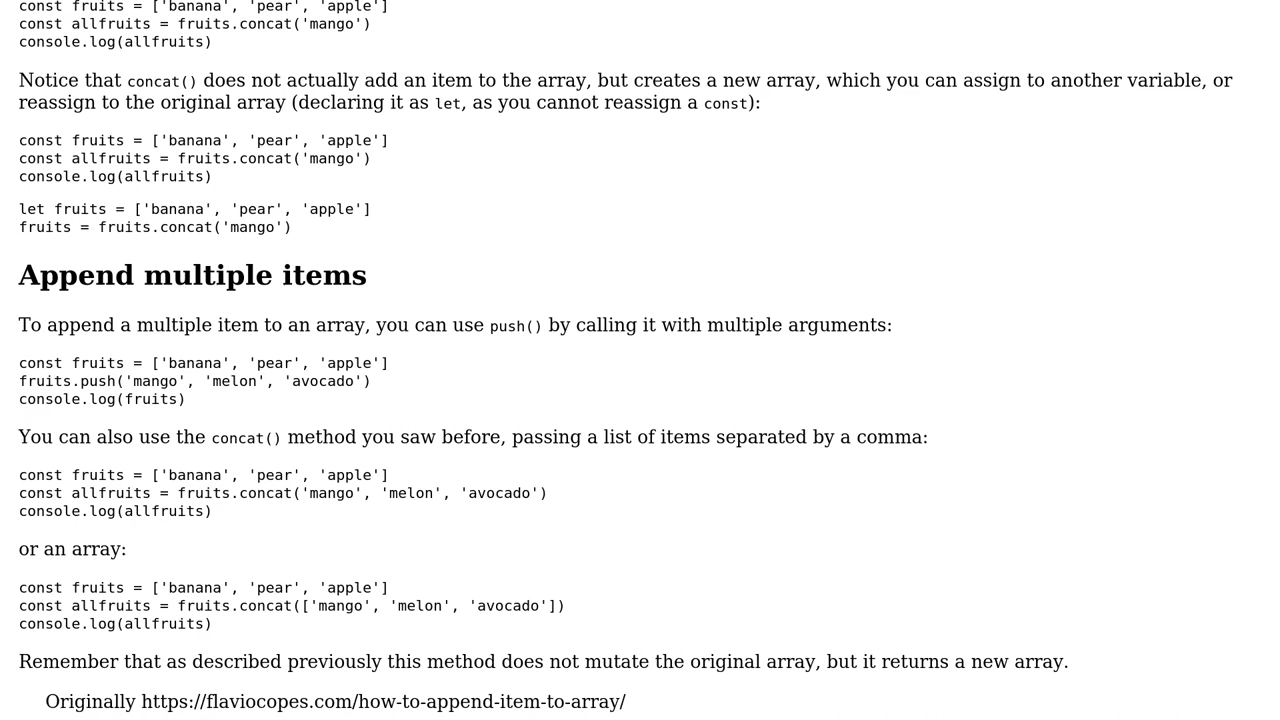 const fruits = ['banana', 'pear', 'apple']
const allfruits = fruits.concat('mango')
console.log(allfruits)
Notice that concat() does not actually add an item to the array, but creates a new array, which you can assign to another variable, or
reassign to the original array (declaring it as let, as you cannot reassign a const):
const fruits = ['banana', 'pear', 'apple']
const allfruits = fruits.concat('mango')
console.log(allfruits)
let fruits = ['banana', 'pear', 'apple']
fruits = fruits.concat('mango')
Append multiple items
To append a multiple item to an array, you can use push() by calling it with multiple arguments:
const fruits = ['banana', 'pear', 'apple']
fruits.push('mango', 'melon', 'avocado')
console.log(fruits)
You can also use the concat() method you saw before, passing a list of items separated by a comma:
const fruits = ['banana', 'pear', 'apple']
const allfruits = fruits.concat('mango', 'melon', 'avocado')
console.log(allfruits)
or an array:
const fruits = ['banana', 'pear', 'apple']
const allfruits = fruits.concat(['mango', 'melon', 'avocado'])
console.log(allfruits)
Remember that as described previously this method does not mutate the original array, but it returns a new array.
Originally https://flaviocopes.com/how-to-append-item-to-array/